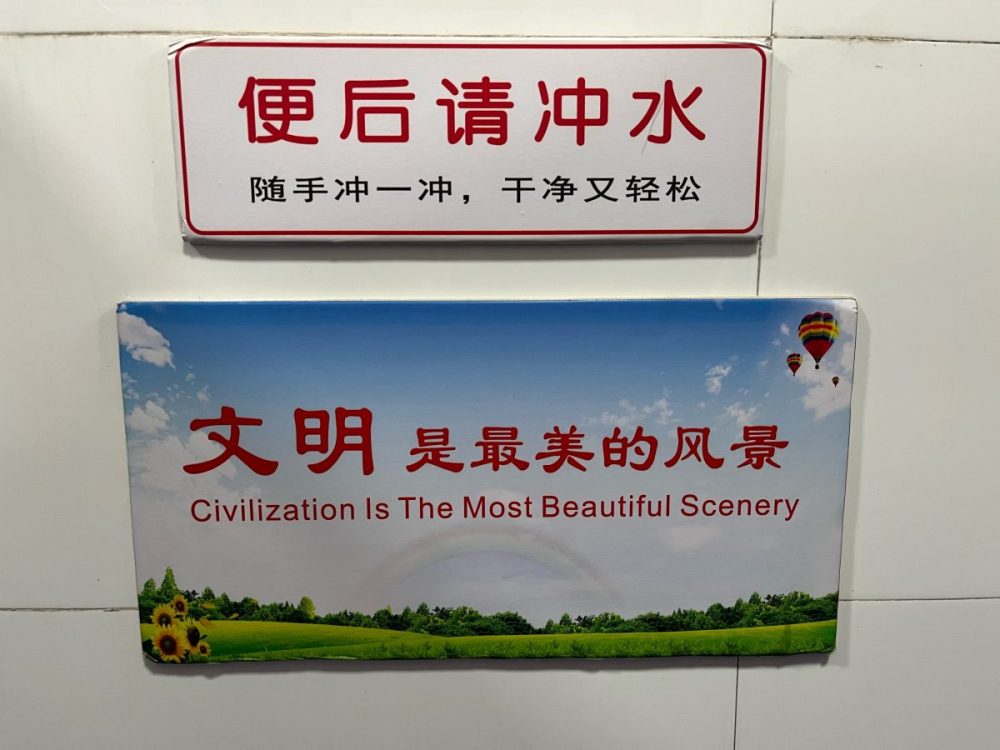 便后请冲水
随手冲一冲，干净又轻松
文明是最美的风景
Civilization Is The Most Beautiful Scenery